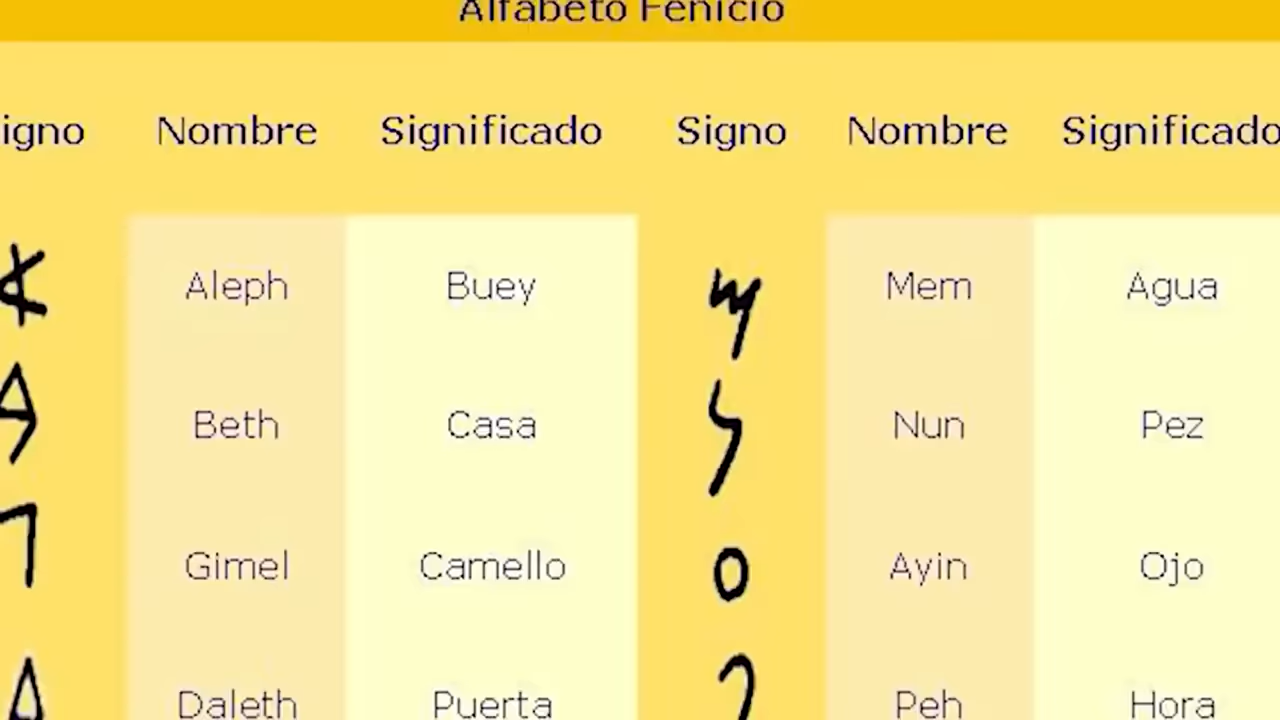 Alfabeto Fenicio
igno Nombre Significado Signo Nombre Significado
𐤀 Aleph Buey 𐤌 Mem Agua
𐤁 Beth Casa 𐤍 Nun Pez
𐤂 Gimel Camello 𐤏 Ayin Ojo
𐤃 Daleth Puerta 𐤐 Peh Hora